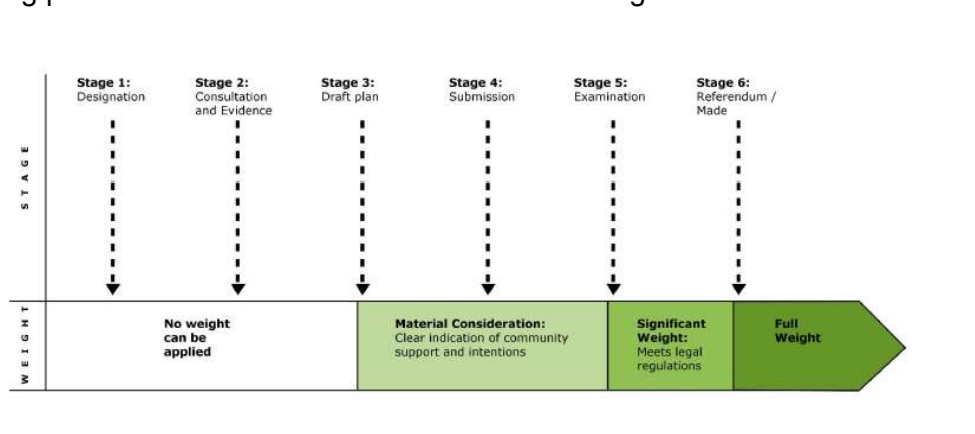 Stage 1:
Designation
Stage 2:
Consultation
and Evidence
Stage 3:
Draft plan
Stage 4:
Submission
Stage 5:
Examination
Stage 6:
Referendum /
Made
STAGE
WEIGHT
No weight
can be
applied
Material Consideration:
Clear indication of community
support and intentions
Significant
Weight:
Meets legal
regulations
Full
Weight